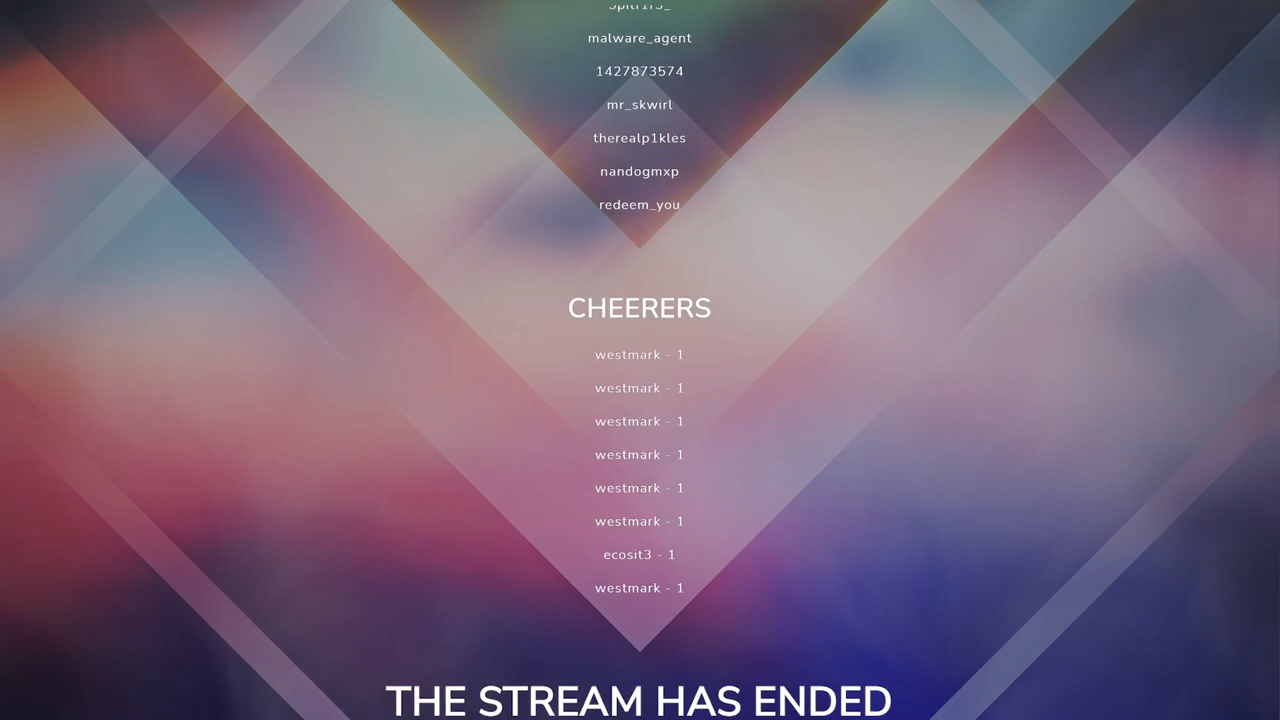 malware_agent
1427873574
mr_skwirl
therealp1kles
nandogmxp
redeem_you
CHEERERS
westmark - 1
westmark - 1
westmark - 1
westmark - 1
westmark - 1
westmark - 1
ecosit3 - 1
westmark - 1
THE STREAM HAS ENDED